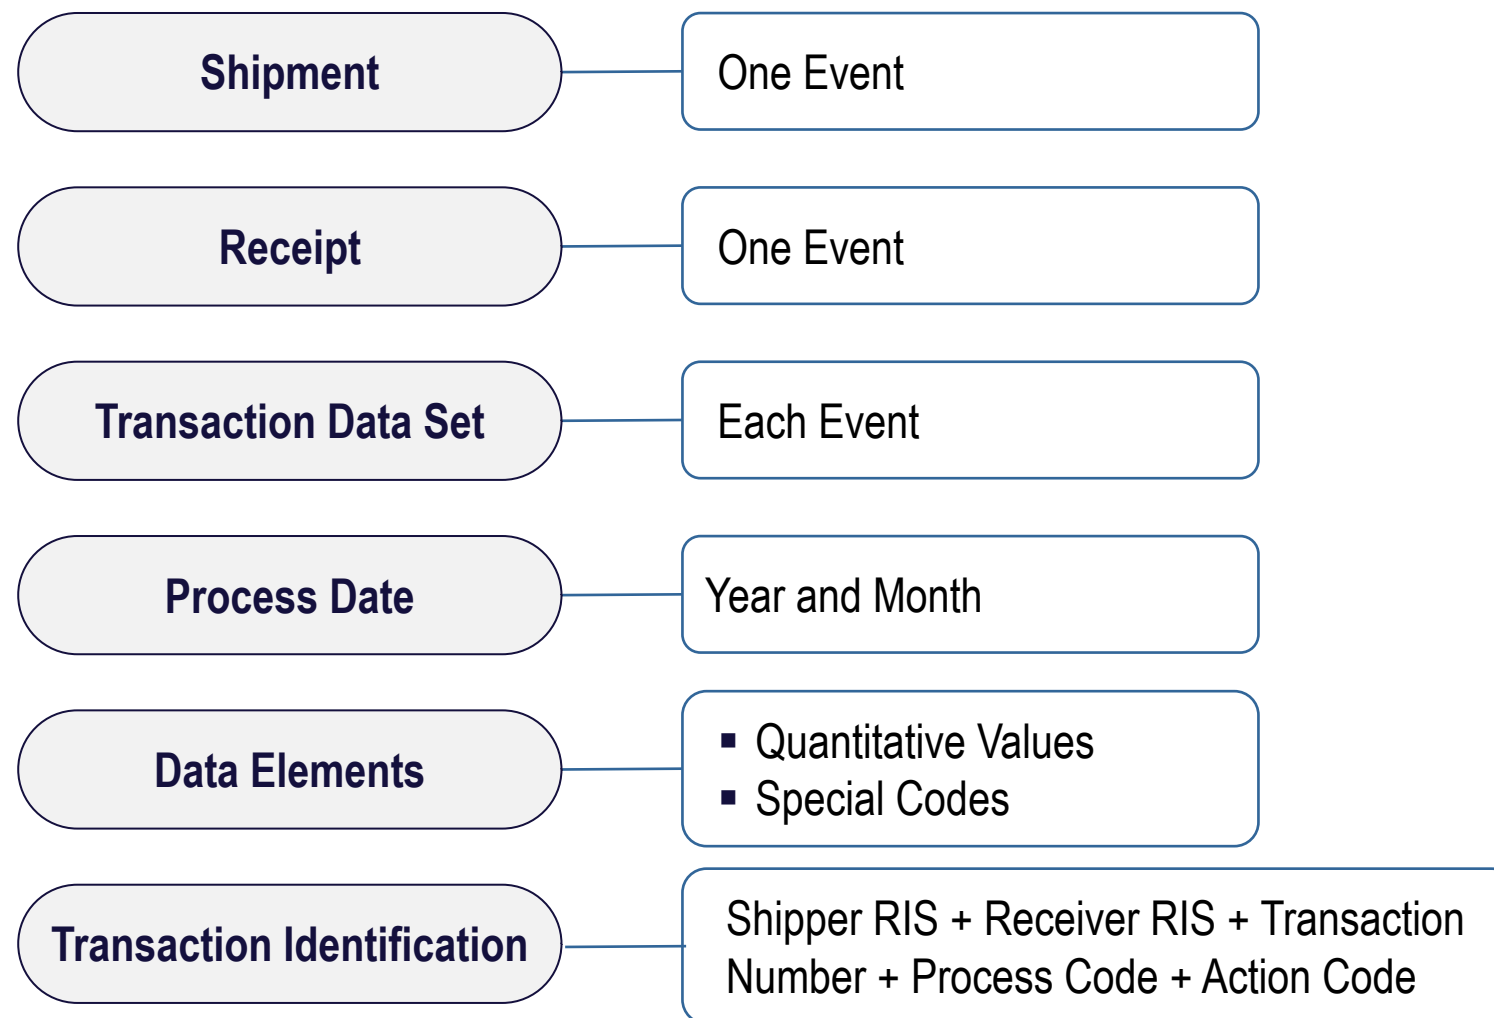 Shipment
One Event
Receipt
One Event
Transaction Data Set
Each Event
Process Date
Year and Month
Data Elements
▪ Quantitative Values
▪ Special Codes
Transaction Identification
Shipper RIS + Receiver RIS + Transaction
Number + Process Code + Action Code